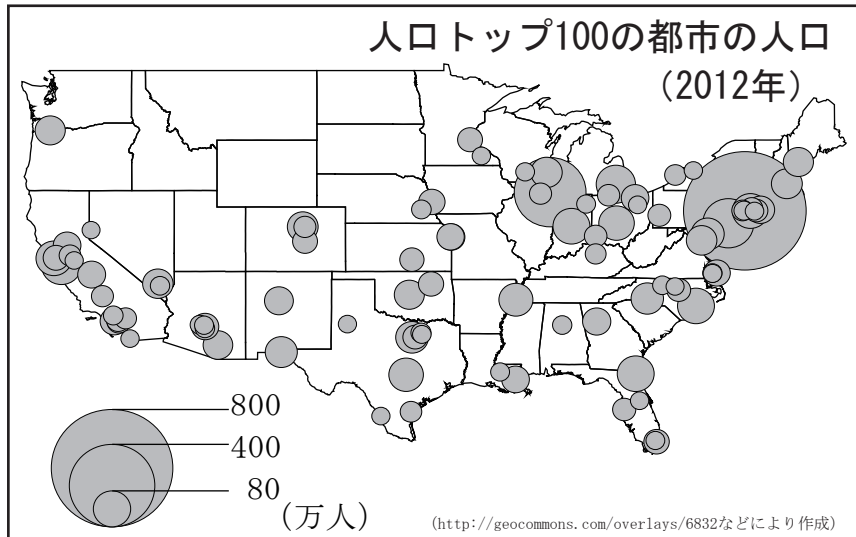 人口トップ100の都市の人口
(2012年)
800
400
80
(万人)
(http://geocommons.com/overlays/6832などにより作成)